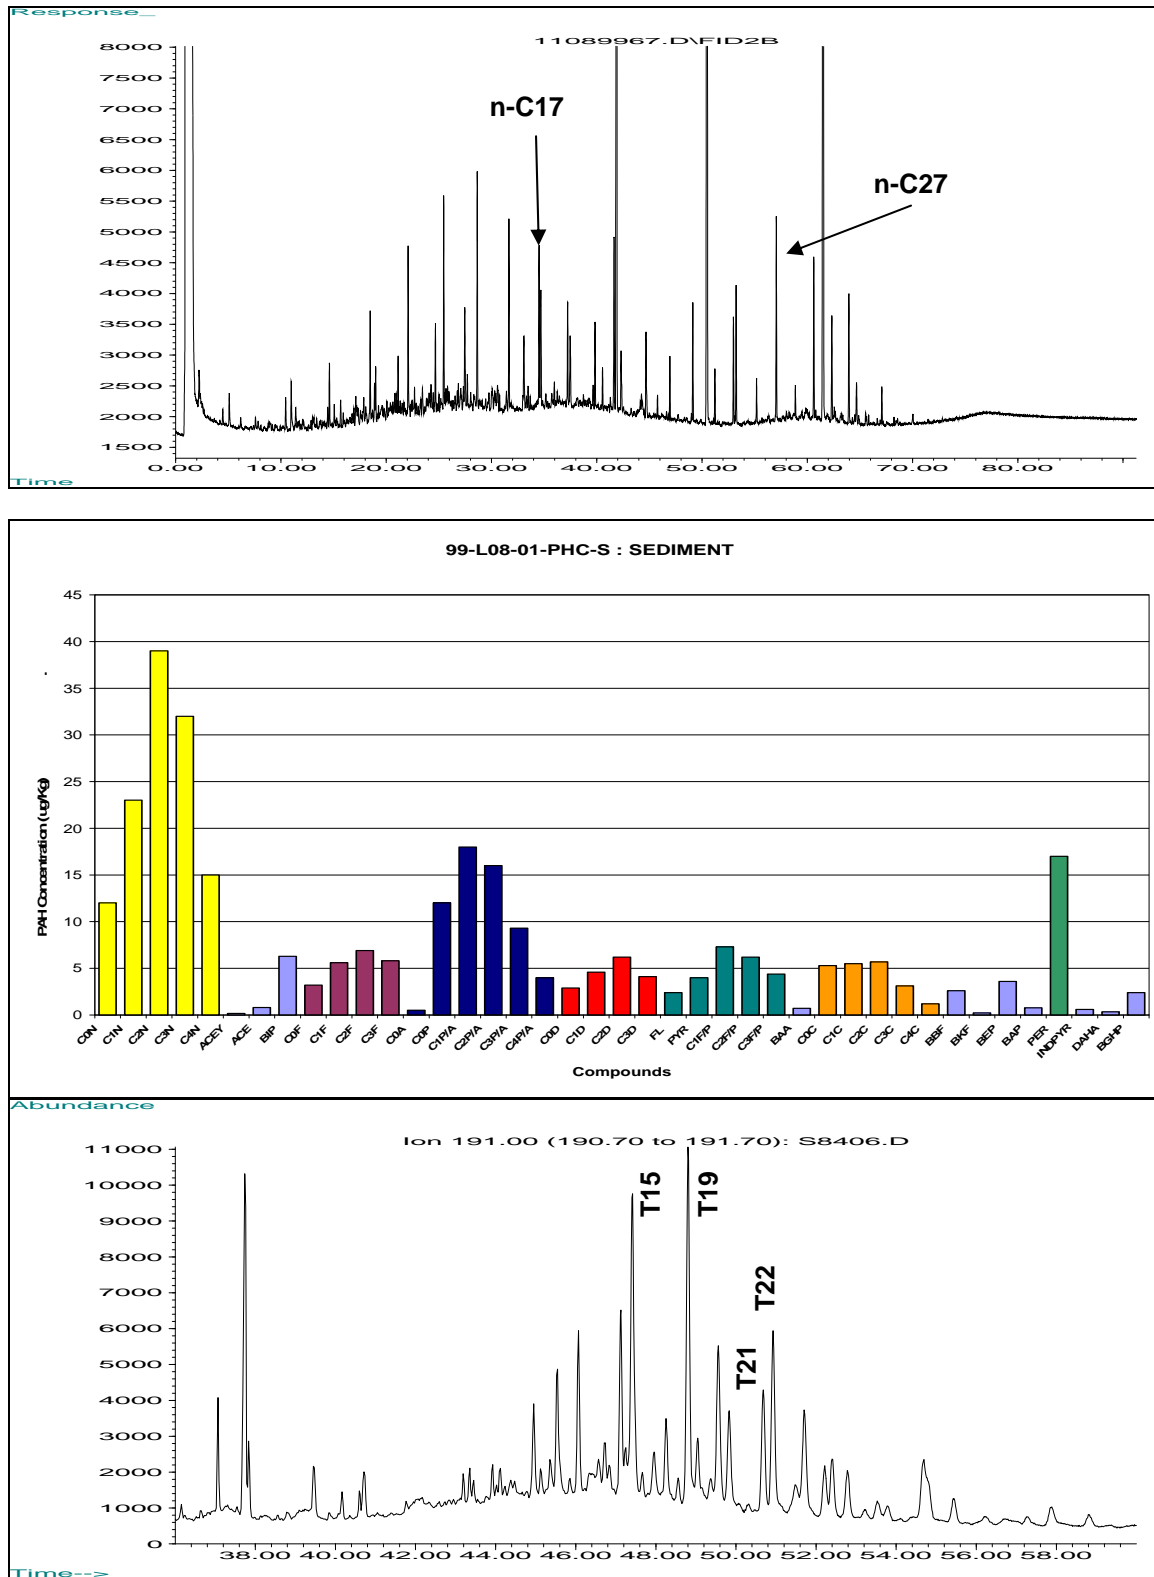 Response_
11089967.D\FID2B
8000
7500
7000
6500
6000
5500
5000
4500
4000
3500
3000
2500
2000
1500
n-C17
n-C27
0.00 10.00 20.00 30.00 40.00 50.00 60.00 70.00 80.00
Time
99-L08-01-PHC-S : SEDIMENT
45
40
35
30
25
20
15
10
5
0
PAH Concentration (ug/Kg)
C0N C1N C2N C3N C4N ACEY ACE BIP C0F C1F C2F C3F C0A C0P C1P/A C2P/A C3P/A C4P/A C0D C1D C2D C3D FL PYR C1F/P C2F/P C3F/P BAA C0C C1C C2C C3C C4C BBF BKF BEP BAP PER INDPYR DAHA BGHP
Compounds
Abundance
Ion 191.00 (190.70 to 191.70): S8406.D
11000
10000
9000
8000
7000
6000
5000
4000
3000
2000
1000
0
T15
T19
T21
T22
38.00 40.00 42.00 44.00 46.00 48.00 50.00 52.00 54.00 56.00 58.00
Time-->